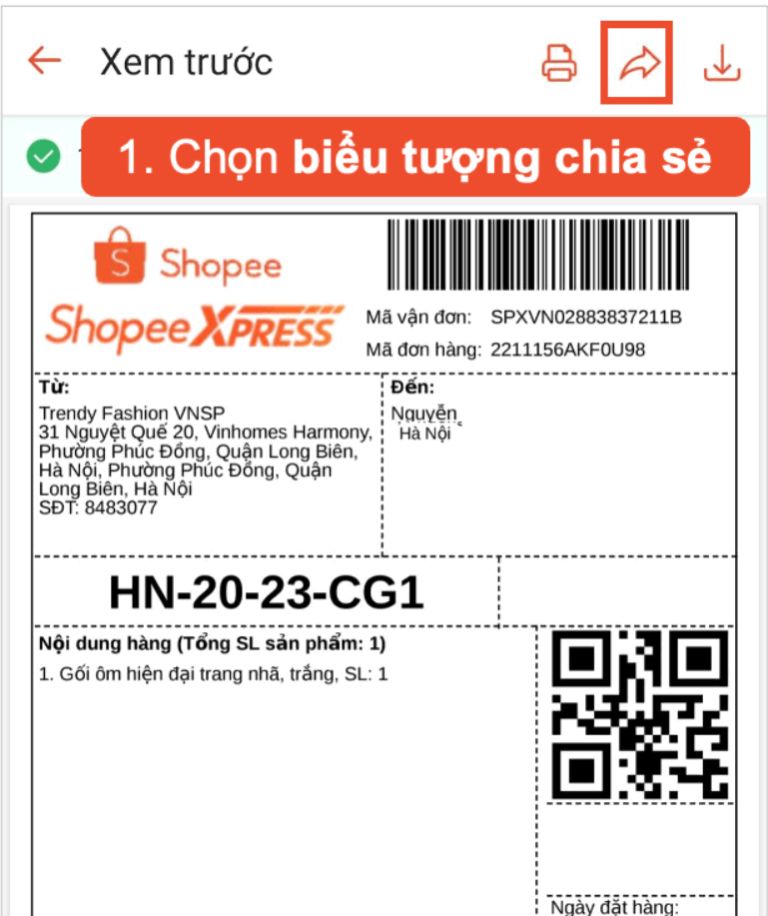 Xem trước
1. Chọn biểu tượng chia sẻ
Shopee
Shopee XPRESS
Mã vận đơn: SPXVN02883837211B
Mã đơn hàng: 2211156AKF0U98
Từ:
Trendy Fashion VNSP
31 Nguyệt Quế 20, Vinhomes Harmony,
Phường Phúc Đồng, Quận Long Biên,
Hà Nội, Phường Phúc Đồng, Quận
Long Biên, Hà Nội
SĐT: 8483077
Đến:
Nguyễn
Hà Nội
HN-20-23-CG1
Nội dung hàng (Tổng SL sản phẩm: 1)
1. Gối ôm hiện đại trang nhã, trắng, SL: 1
Ngày đặt hàng: